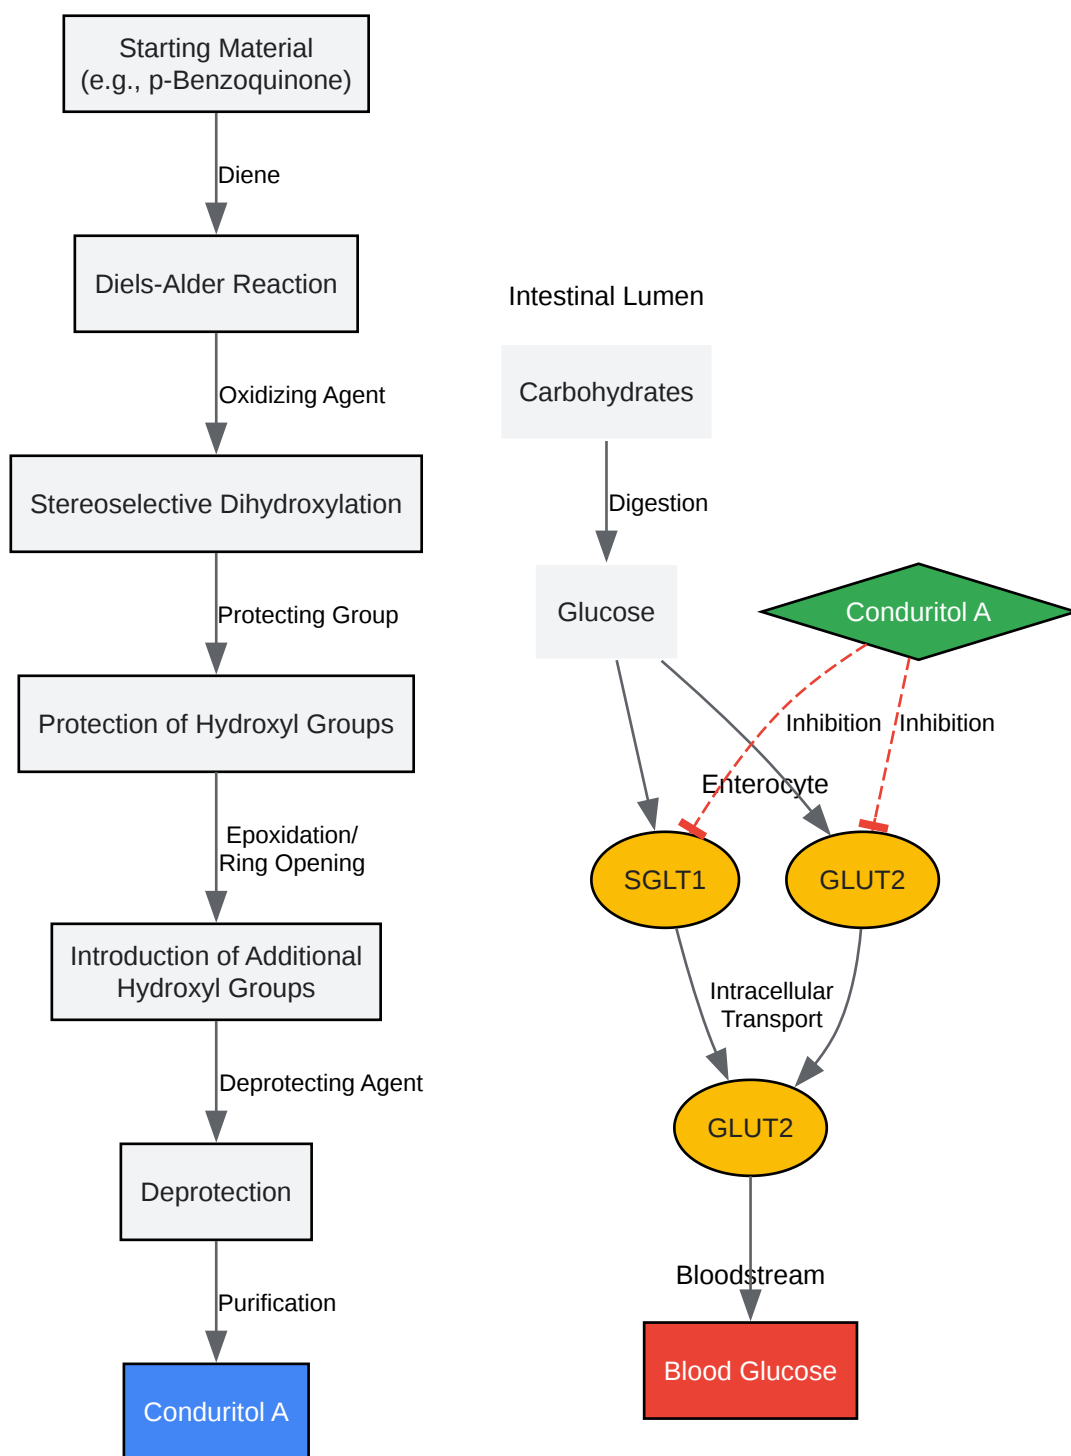 Starting Material
(e.g., p-Benzoquinone)
Diene
Diels-Alder Reaction
Oxidizing Agent
Stereoselective Dihydroxylation
Protecting Group
Protection of Hydroxyl Groups
Epoxidation/
Ring Opening
Introduction of Additional
Hydroxyl Groups
Deprotecting Agent
Deprotection
Purification
Conduritol A
Intestinal Lumen
Carbohydrates
Digestion
Glucose
Conduritol A
Inhibition
Inhibition
Enterocyte
SGLT1
GLUT2
Intracellular
Transport
GLUT2
Bloodstream
Blood Glucose